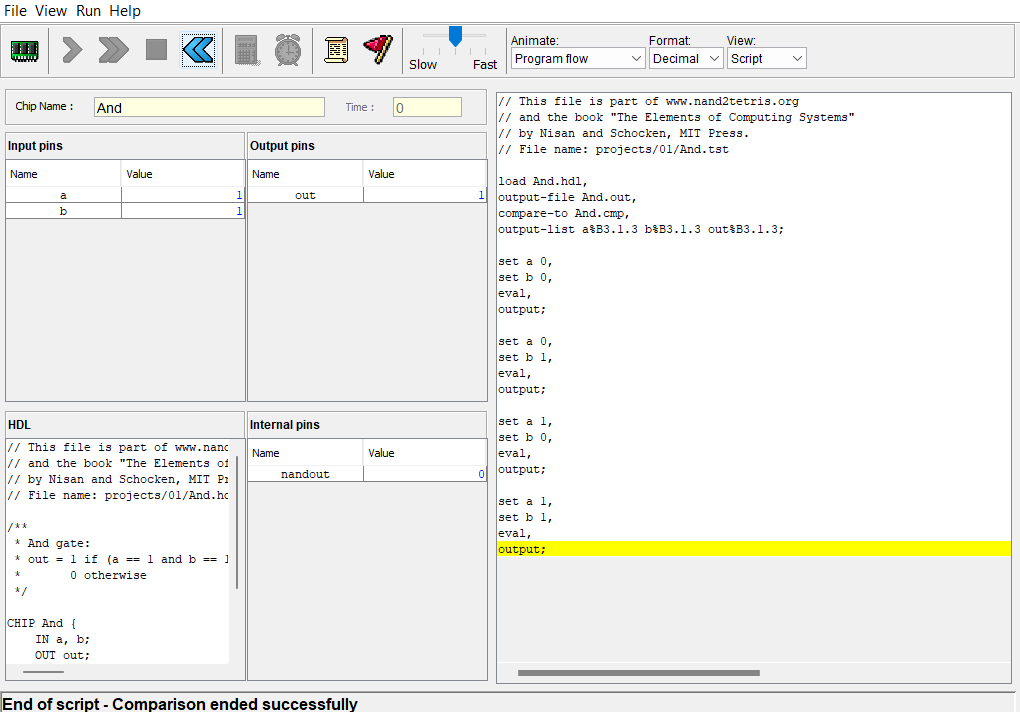 File View Run Help
Slow Fast
Animate: Format: View:
Program flow Decimal Script
Chip Name : And Time : 0
Input pins
Name Value
a 1
b 1
Output pins
Name Value
out 1
HDL
// This file is part of www.nand
// and the book "The Elements of
// by Nisan and Schocken, MIT Pr
// File name: projects/01/And.hd
/**
* And gate:
* out = 1 if (a == 1 and b == 1
* 0 otherwise
*/
CHIP And {
IN a, b;
OUT out;
Internal pins
Name Value
nandout 0
// This file is part of www.nand2tetris.org
// and the book "The Elements of Computing Systems"
// by Nisan and Schocken, MIT Press.
// File name: projects/01/And.tst
load And.hdl,
output-file And.out,
compare-to And.cmp,
output-list a%B3.1.3 b%B3.1.3 out%B3.1.3;
set a 0,
set b 0,
eval,
output;
set a 0,
set b 1,
eval,
output;
set a 1,
set b 0,
eval,
output;
set a 1,
set b 1,
eval,
output;
End of script - Comparison ended successfully